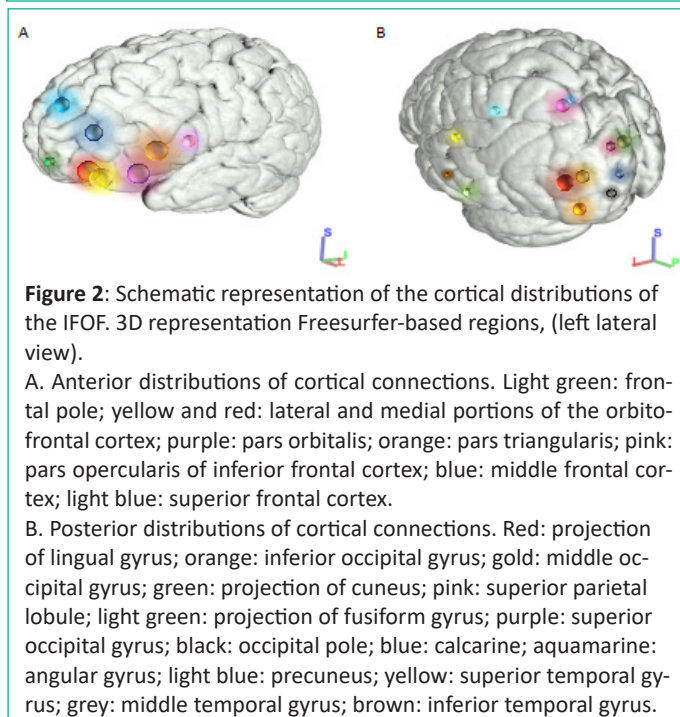 A
B
S
S
P
Figure 2: Schematic representation of the cortical distributions of
the IFOF. 3D representation Freesurfer-based regions, (left lateral
view).
A. Anterior distributions of cortical connections. Light green: fron-
tal pole; yellow and red: lateral and medial portions of the orbito-
frontal cortex; purple: pars orbitalis; orange: pars triangularis; pink:
pars opercularis of inferior frontal cortex; blue: middle frontal cor-
tex; light blue: superior frontal cortex.
B. Posterior distributions of cortical connections. Red: projection
of lingual gyrus; orange: inferior occipital gyrus; gold: middle oc-
cipital gyrus; green: projection of cuneus; pink: superior parietal
lobule; light green: projection of fusiform gyrus; purple: superior
occipital gyrus; black: occipital pole; blue: calcarine; aquamarine:
angular gyrus; light blue: precuneus; yellow: superior temporal gy-
rus; grey: middle temporal gyrus; brown: inferior temporal gyrus.